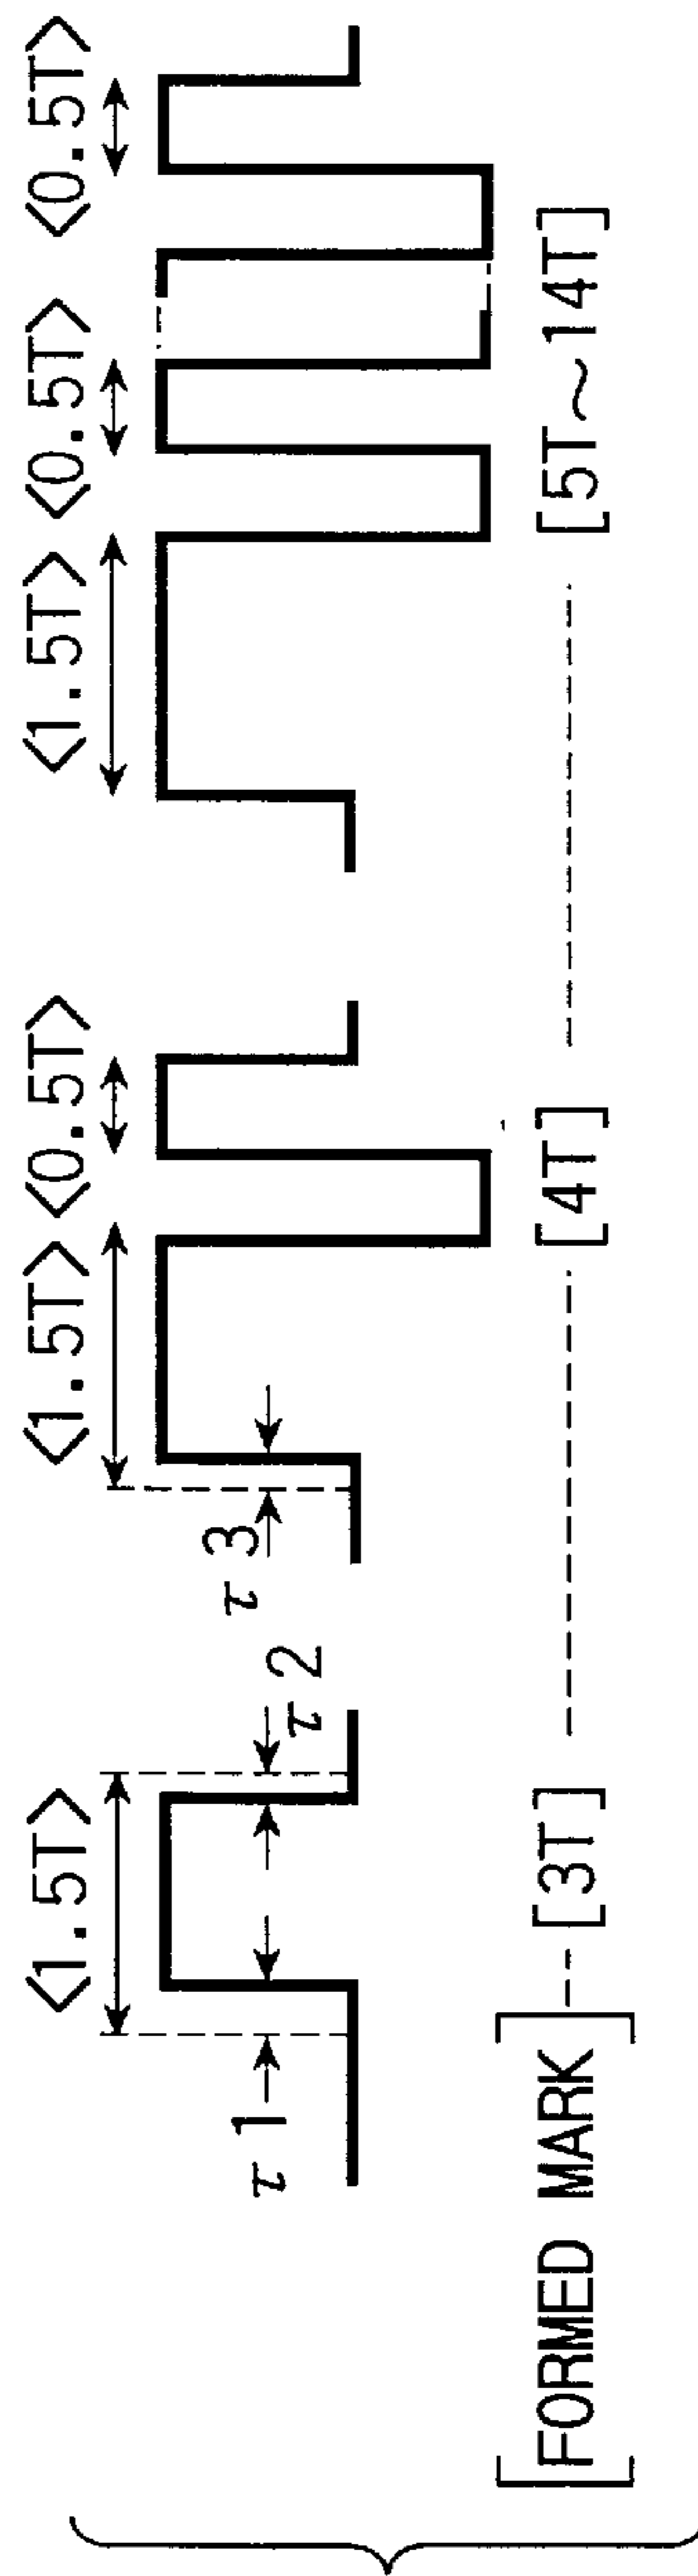 <1.5T> <1.5T> <0.5T> <1.5T> <0.5T> <0.5T>
τ1 τ2 τ3
[FORMED MARK] [3T] [4T] [5T~14T]